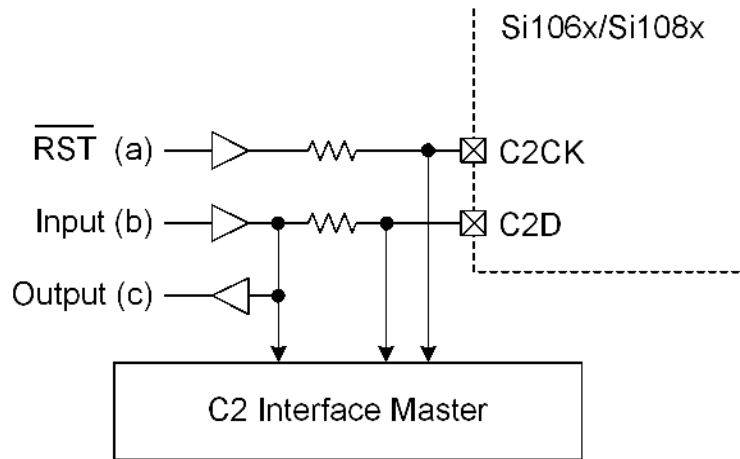 Si106x/Si108x
RST (a)
C2CK
Input (b)
C2D
Output (c)
C2 Interface Master